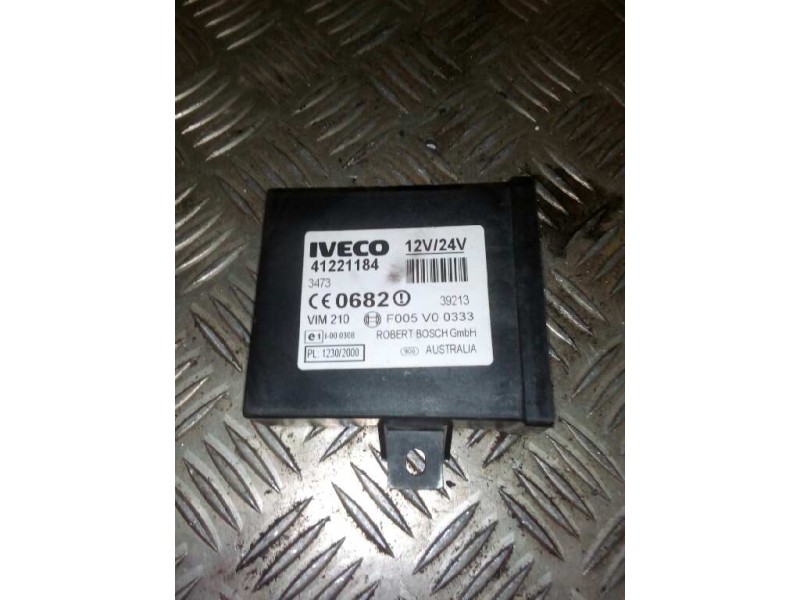 IVECO 12V/24V
41221184
3473
CE 0682 39213
VIM 210 F005 V0 0333
ROBERT BOSCH GmbH
e1
PL. 1230/2000 AUSTRALIA